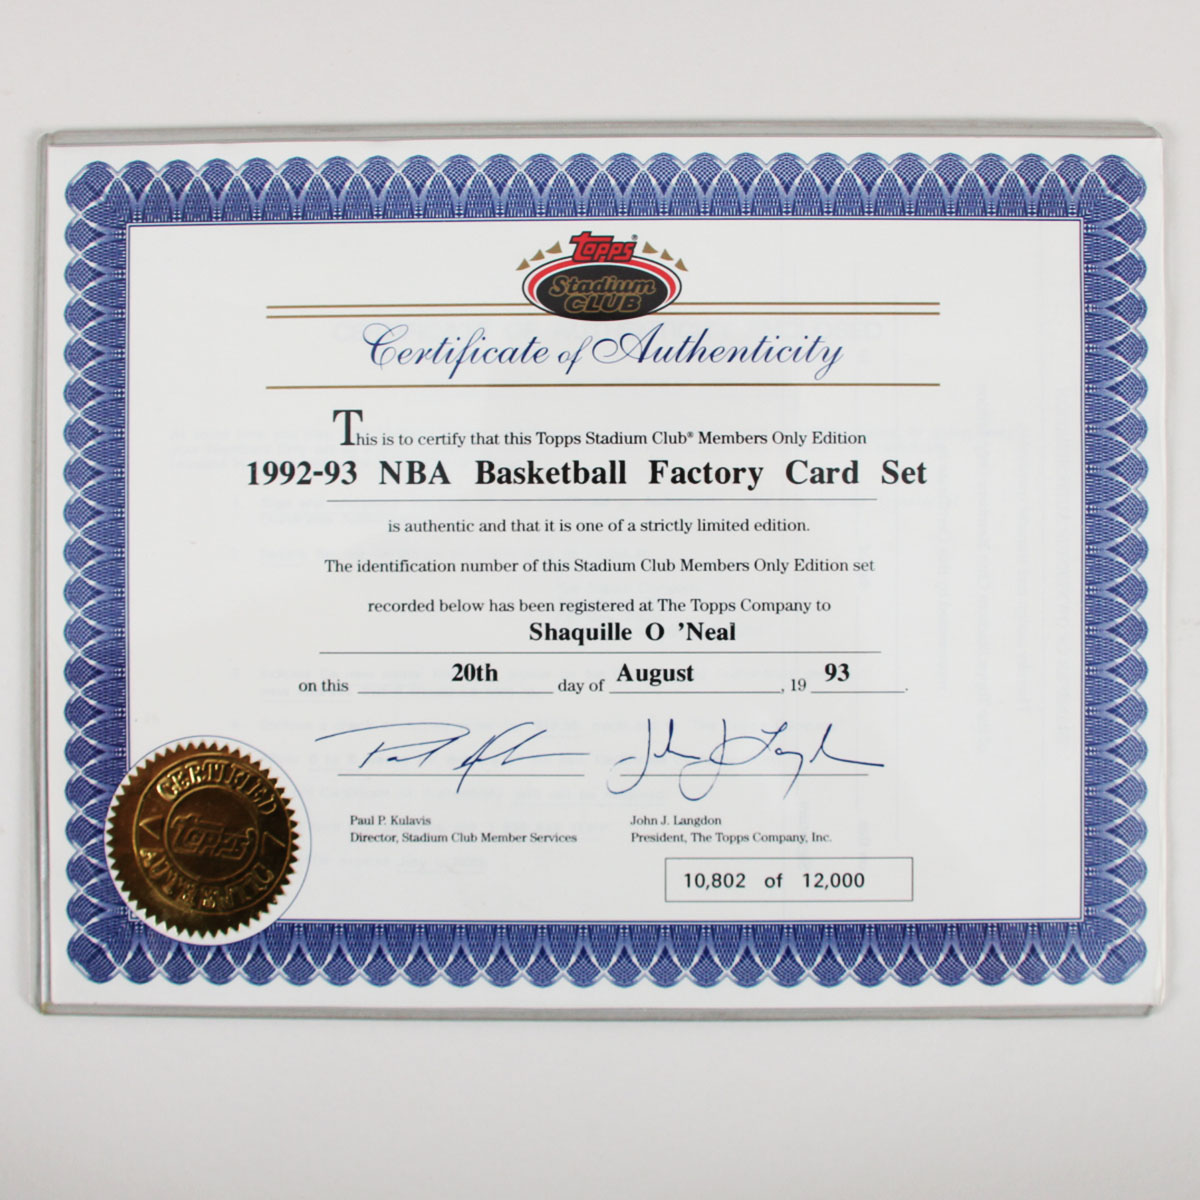 Topps®
Stadium
CLUB
Certificate of Authenticity
This is to certify that this Topps Stadium Club® Members Only Edition
1992-93 NBA Basketball Factory Card Set
is authentic and that it is one of a strictly limited edition.
The identification number of this Stadium Club Members Only Edition set
recorded below has been registered at The Topps Company to
Shaquille O 'Neal
on this 20th day of August, 19 93.
Paul P. Kulavis John J. Langdon
Director, Stadium Club Member Services President, The Topps Company, Inc.
10,802 of 12,000
CERTIFIED
Topps
AUTHENTIC